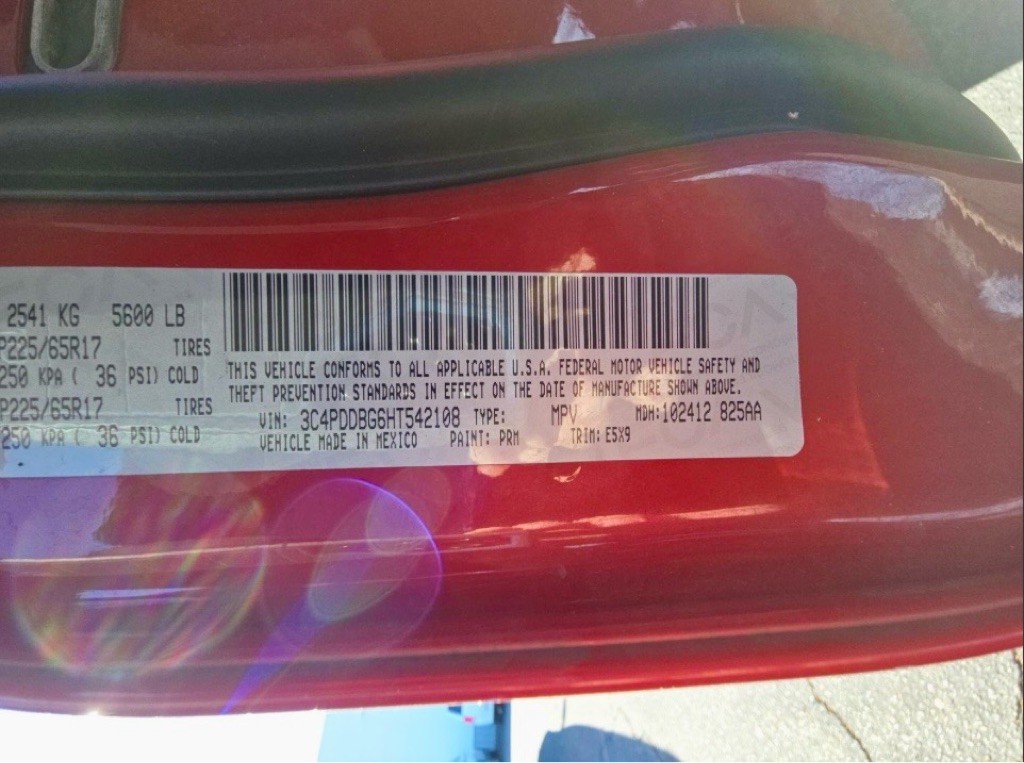 2541 KG 5600 LB
P225/65R17 TIRES
250 KPA ( 36 PSI) COLD
P225/65R17 TIRES
250 KPA ( 36 PSI) COLD
THIS VEHICLE CONFORMS TO ALL APPLICABLE U.S.A. FEDERAL MOTOR VEHICLE SAFETY AND
THEFT PREVENTION STANDARDS IN EFFECT ON THE DATE OF MANUFACTURE SHOWN ABOVE.
VIN: 3C4PDDBG6HT542108 TYPE: MPV MDH:102412 825AA
VEHICLE MADE IN MEXICO PAINT: PRM TRIM: E5X9